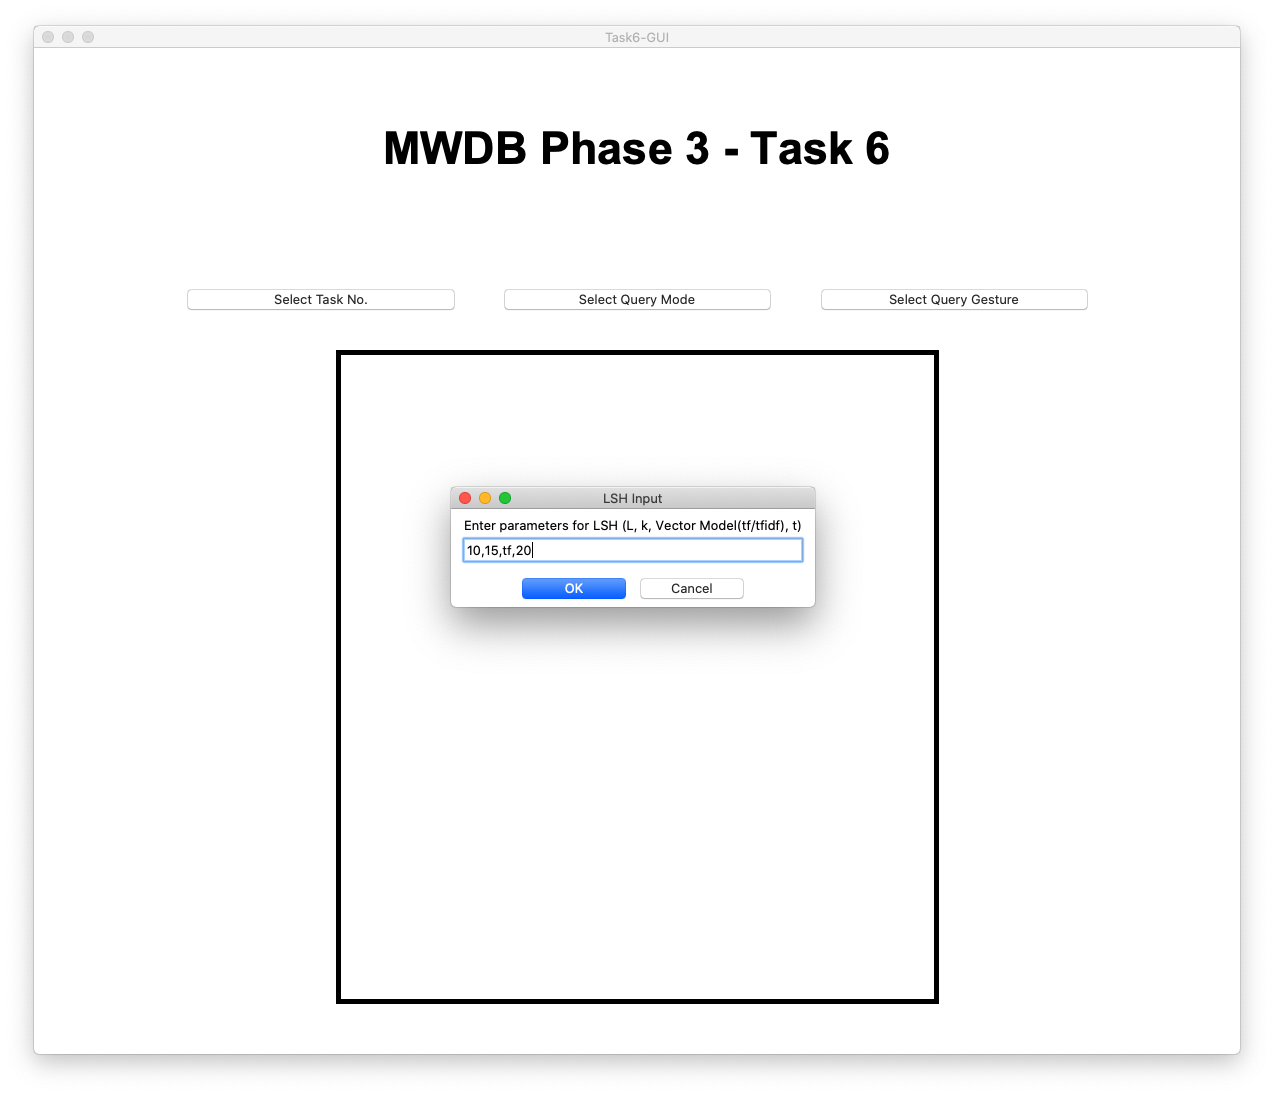 Task6-GUI
MWDB Phase 3 - Task 6
Select Task No.
Select Query Mode
Select Query Gesture
LSH Input
Enter parameters for LSH (L, k, Vector Model(tf/tfidf), t)
10,15,tf,20
OK
Cancel